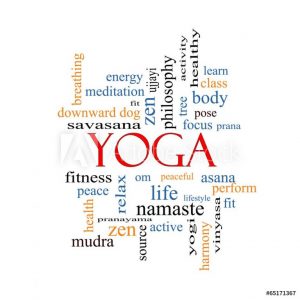 breathing
energy
meditation
fit
downward dog
savasana
zen
ujjayi
philosophy
activity
healthy
learn
class
tree
body
pose
focus prana
YOGA
fitness om peaceful asana
peace
relax
life
lifestyle
perform
fit
health
pranayama
namaste
mudra
zen
source
active
yogi
harmony
vinyasa
#65171367